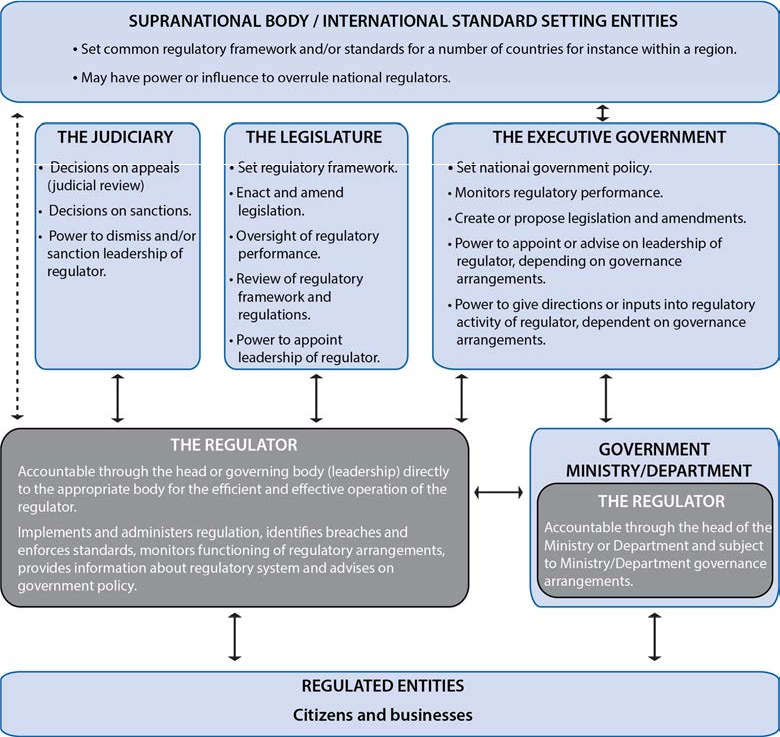 SUPRANATIONAL BODY / INTERNATIONAL STANDARD SETTING ENTITIES
• Set common regulatory framework and/or standards for a number of countries for instance within a region.
• May have power or influence to overrule national regulators.
THE JUDICIARY
• Decisions on appeals
(judicial review)
• Decisions on sanctions.
• Power to dismiss and/or
sanction leadership of
regulator.
THE LEGISLATURE
• Set regulatory framework.
• Enact and amend
legislation.
• Oversight of regulatory
performance.
• Review of regulatory
framework and
regulations.
• Power to appoint
leadership of regulator.
THE EXECUTIVE GOVERNMENT
• Set national government policy.
• Monitors regulatory performance.
• Create or propose legislation and amendments.
• Power to appoint or advise on leadership of
regulator, depending on governance
arrangements.
• Power to give directions or inputs into regulatory
activity of regulator, dependent on governance
arrangements.
THE REGULATOR
Accountable through the head or governing body (leadership) directly
to the appropriate body for the efficient and effective operation of the
regulator.
Implements and administers regulation, identifies breaches and
enforces standards, monitors functioning of regulatory arrangements,
provides information about regulatory system and advises on
government policy.
GOVERNMENT
MINISTRY/DEPARTMENT
THE REGULATOR
Accountable through the head of the
Ministry or Department and subject
to Ministry/Department governance
arrangements.
REGULATED ENTITIES
Citizens and businesses